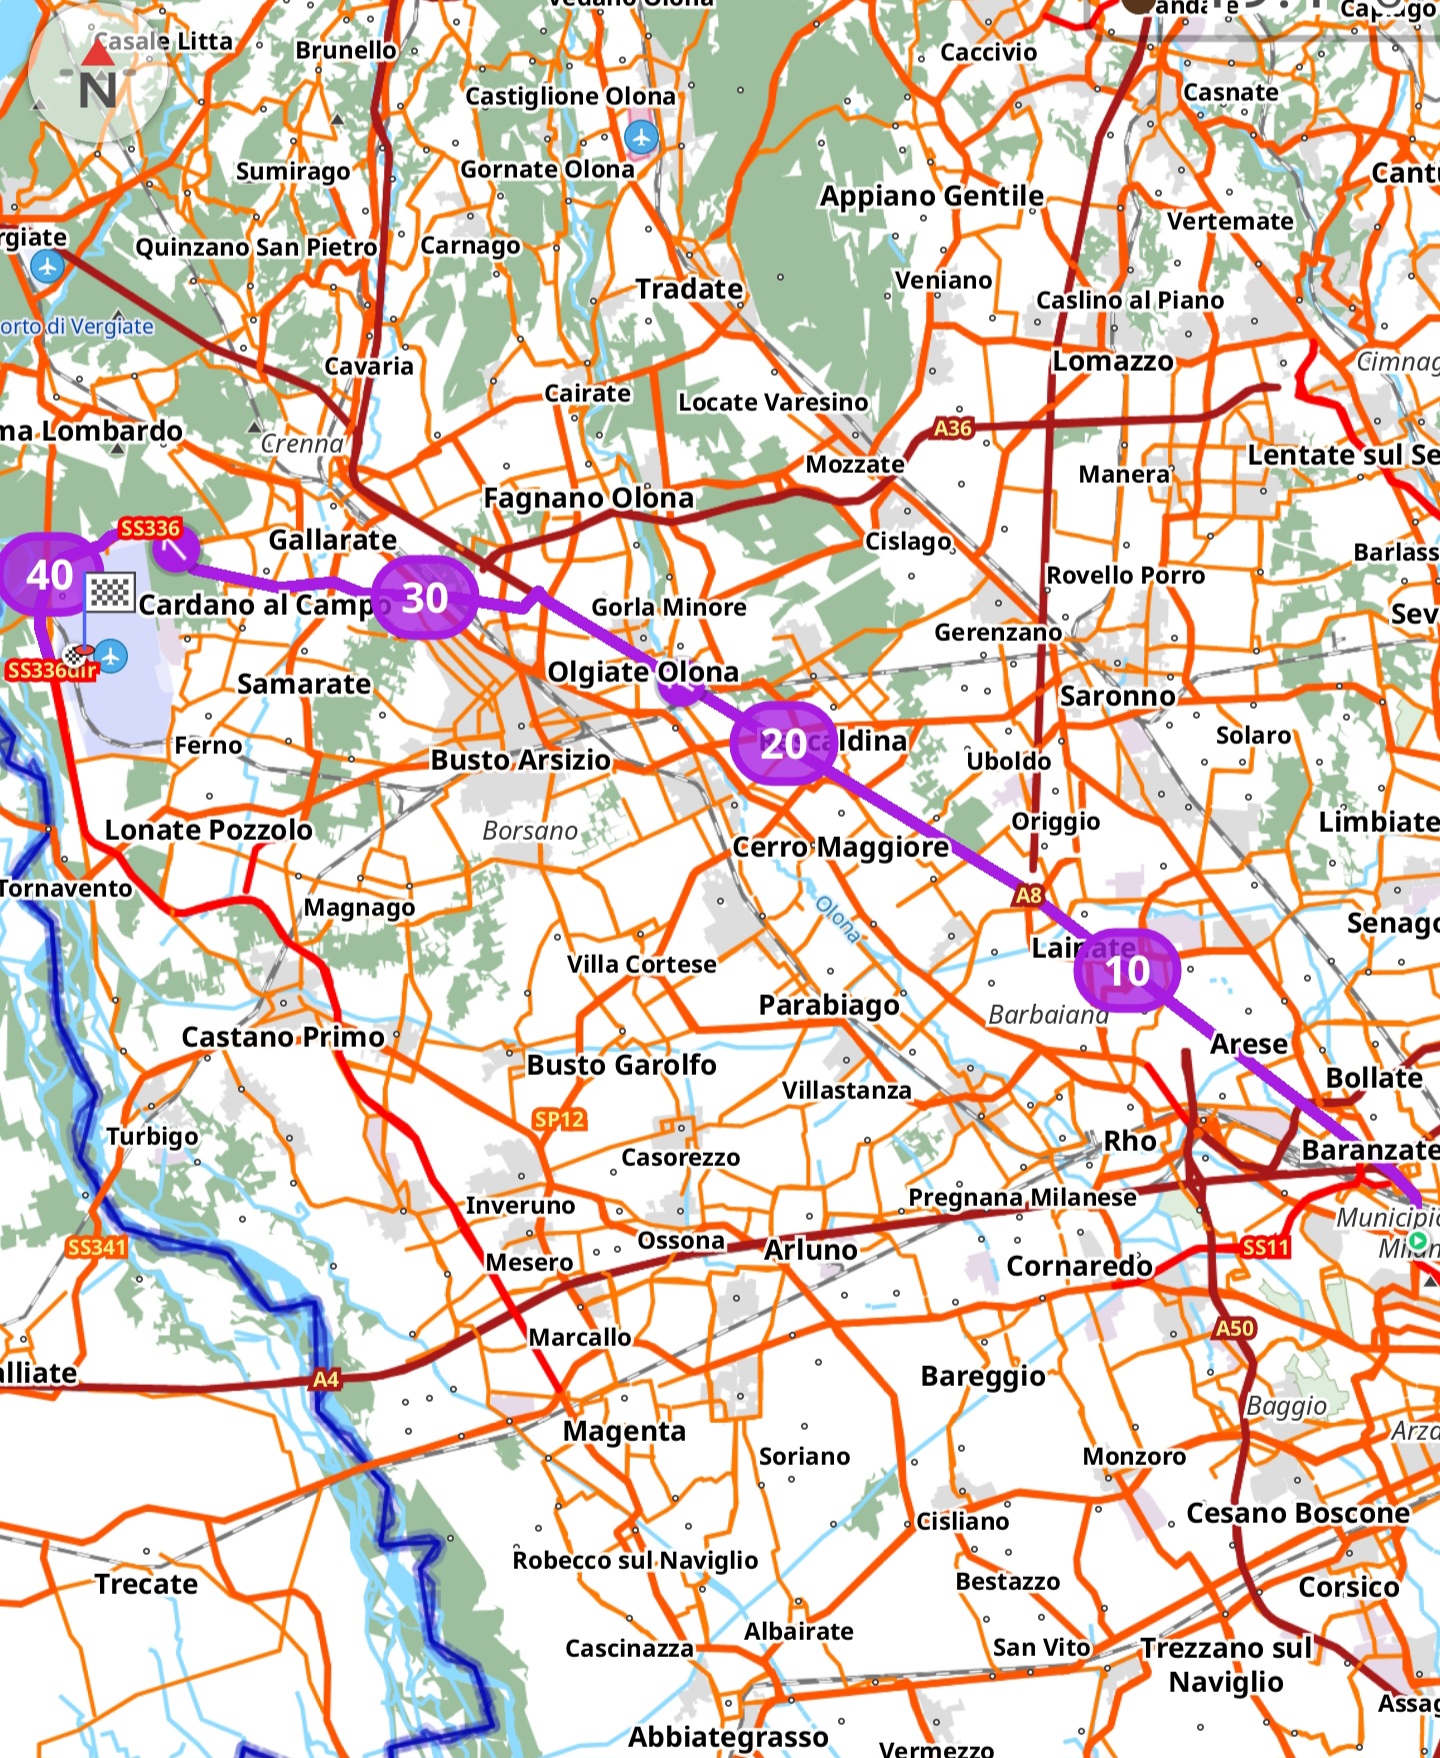 Casale Litta
Brunello
Caccivio
Casnate
Castiglione Olona
N
Sumirago
Gornate Olona
Appiano Gentile
Vertemate
Quinzano San Pietro
Carnago
Veniano
Tradate
Caslino al Piano
orto di Vergiate
Cavaria
Lomazzo
Cairate
Locate Varesino
A36
ma Lombardo
Crenna
Mozzate
Manera
Lentate sul Se
Fagnano Olona
SS336
Gallarate
Cislago
Barlass
40
30
Rovello Porro
Cardano al Campo
Gorla Minore
Sev
Gerenzano
SS336dir
Olgiate Olona
Samarate
Saronno
Ferno
20
aldina
Solaro
Busto Arsizio
Uboldo
Lonate Pozzolo
Borsano
Origgio
Limbiate
Cerro Maggiore
Tornavento
A8
Magnago
Olona
Senago
Lainate
Villa Cortese
10
Parabiago
Barbaiana
Castano Primo
Arese
Busto Garolfo
Bollate
Villastanza
SP12
Turbigo
Rho
Baranzate
Casorezzo
Pregnana Milanese
Inveruno
Municipio
SS341
Ossona
Arluno
SS11
Milan
Mesero
Cornaredo
A50
Marcallo
alliate
A4
Bareggio
Baggio
Magenta
Arza
Soriano
Monzoro
Cesano Boscone
Cisliano
Robecco sul Naviglio
Trecate
Bestazzo
Corsico
Albairate
Cascinazza
San Vito
Trezzano sul
Naviglio
Assag
Abbiategrasso
Vermezzo